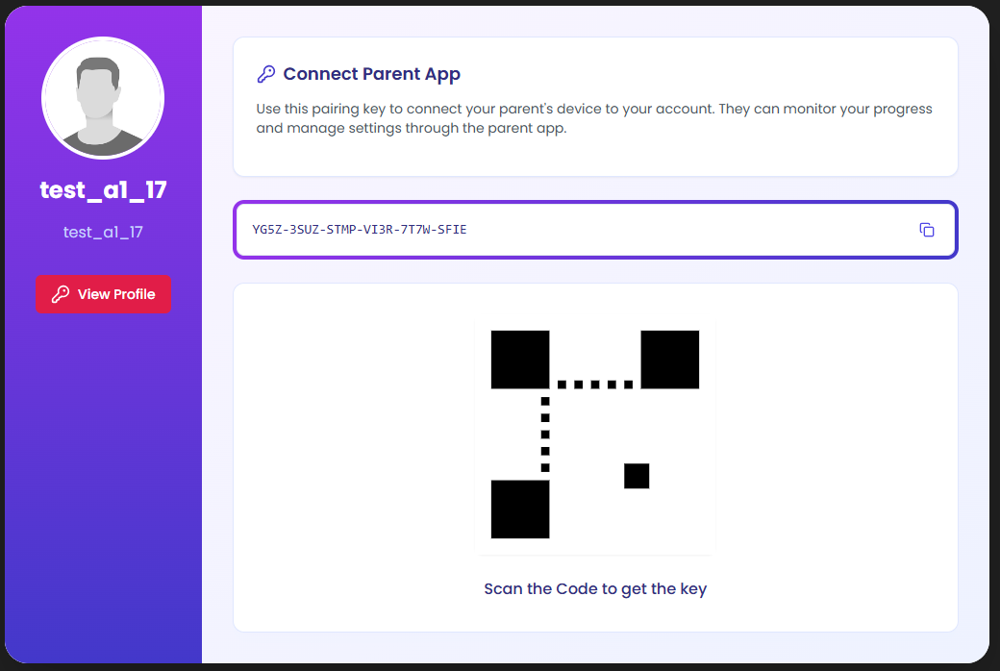 test_a1_17
test_a1_17
View Profile
Connect Parent App
Use this pairing key to connect your parent's device to your account. They can monitor your progress
and manage settings through the parent app.
YG5Z-3SUZ-STMP-VI3R-7T7W-SFIE
Scan the Code to get the key